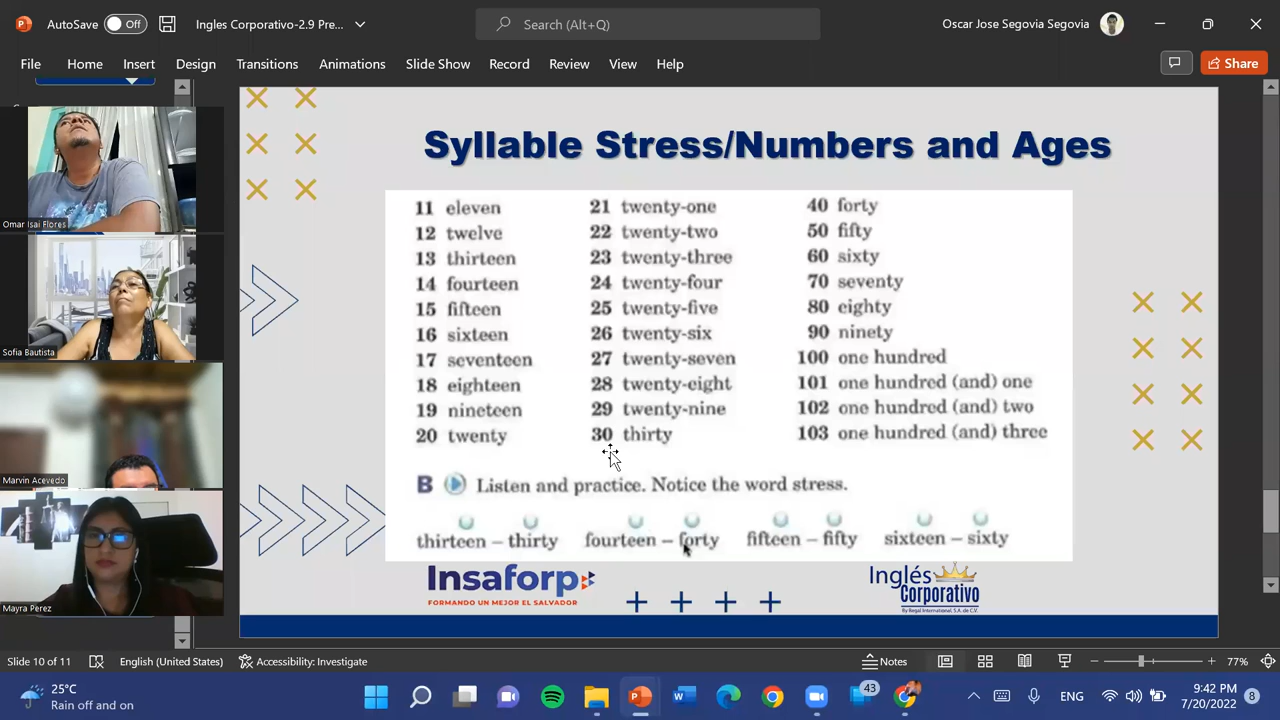 AutoSave Off Ingles Corporativo-2.9 Pre... Search (Alt+Q) Oscar Jose Segovia Segovia
File Home Insert Design Transitions Animations Slide Show Record Review View Help Share
Omar Isai Flores
Sofia Bautista
Marvin Acevedo
Mayra Perez
Syllable Stress/Numbers and Ages
11 eleven 21 twenty-one 40 forty
12 twelve 22 twenty-two 50 fifty
13 thirteen 23 twenty-three 60 sixty
14 fourteen 24 twenty-four 70 seventy
15 fifteen 25 twenty-five 80 eighty
16 sixteen 26 twenty-six 90 ninety
17 seventeen 27 twenty-seven 100 one hundred
18 eighteen 28 twenty-eight 101 one hundred (and) one
19 nineteen 29 twenty-nine 102 one hundred (and) two
20 twenty 30 thirty 103 one hundred (and) three
B Listen and practice. Notice the word stress.
thirteen – thirty fourteen – forty fifteen – fifty sixteen – sixty
Insaforp
FORMANDO UN MEJOR EL SALVADOR
Inglés
Corporativo
By Regal International, S.A. de C.V.
Slide 10 of 11 English (United States) Accessibility: Investigate Notes 77%
25°C
Rain off and on
43
ENG
9:42 PM
7/20/2022
8